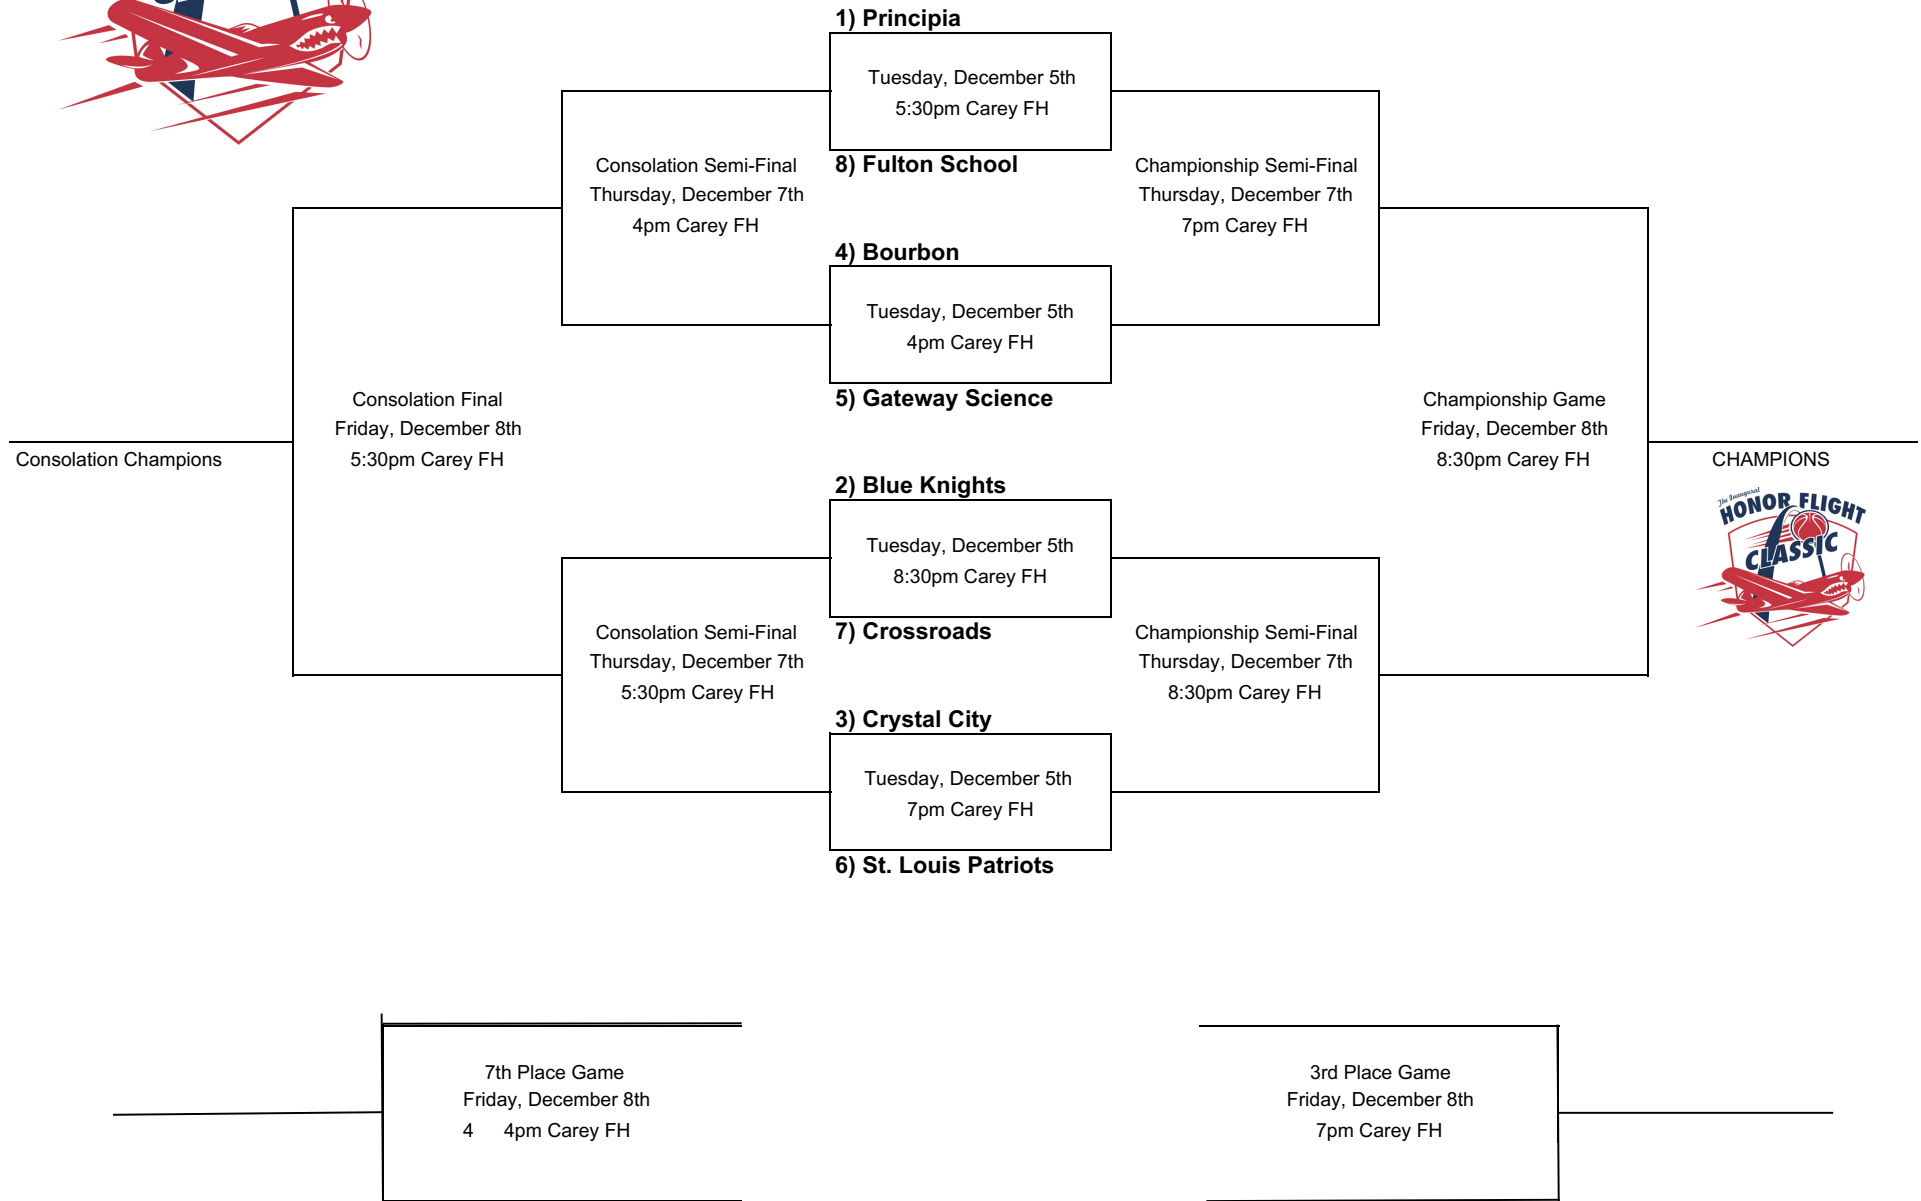 1) Principia
Tuesday, December 5th
5:30pm Carey FH
8) Fulton School
Consolation Semi-Final
Thursday, December 7th
4pm Carey FH
Championship Semi-Final
Thursday, December 7th
7pm Carey FH
4) Bourbon
Tuesday, December 5th
4pm Carey FH
5) Gateway Science
Consolation Final
Friday, December 8th
5:30pm Carey FH
Consolation Champions
Championship Game
Friday, December 8th
8:30pm Carey FH
CHAMPIONS
The Inaugural
HONOR FLIGHT
CLASSIC
2) Blue Knights
Tuesday, December 5th
8:30pm Carey FH
7) Crossroads
Consolation Semi-Final
Thursday, December 7th
5:30pm Carey FH
Championship Semi-Final
Thursday, December 7th
8:30pm Carey FH
3) Crystal City
Tuesday, December 5th
7pm Carey FH
6) St. Louis Patriots
7th Place Game
Friday, December 8th
4 4pm Carey FH
3rd Place Game
Friday, December 8th
7pm Carey FH